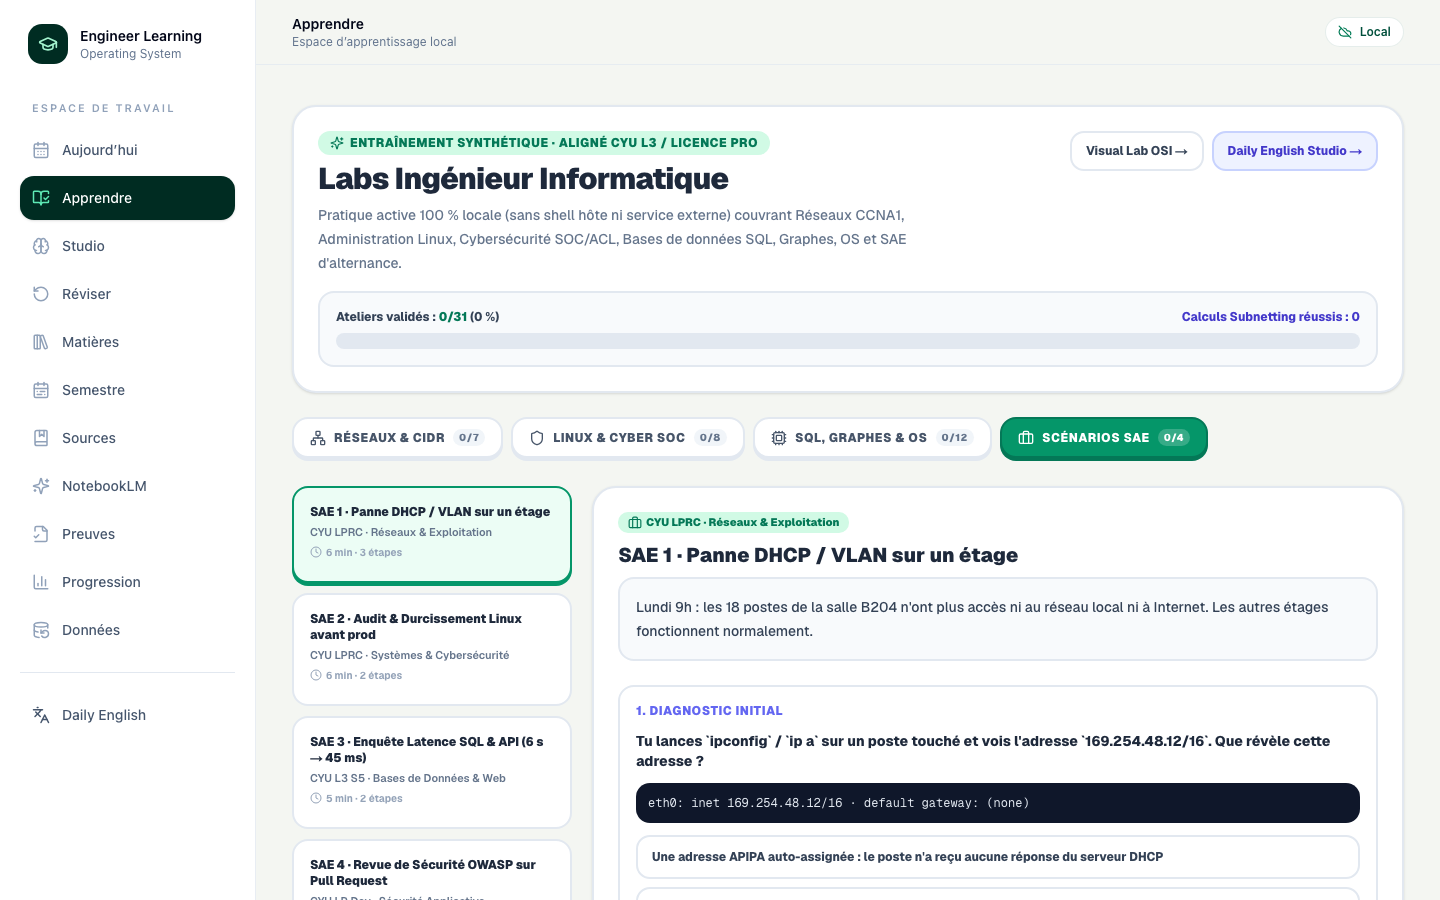 Engineer Learning
Operating System
ESPACE DE TRAVAIL
Aujourd'hui
Apprendre
Studio
Réviser
Matières
Semestre
Sources
NotebookLM
Preuves
Progression
Données
Daily English
Apprendre
Espace d'apprentissage local
Local
ENTRAÎNEMENT SYNTHÉTIQUE · ALIGNÉ CYU L3 / LICENCE PRO
Labs Ingénieur Informatique
Pratique active 100 % locale (sans shell hôte ni service externe) couvrant Réseaux CCNA1,
Administration Linux, Cybersécurité SOC/ACL, Bases de données SQL, Graphes, OS et SAE
d'alternance.
Visual Lab OSI →
Daily English Studio →
Ateliers validés : 0/31 (0 %)
Calculs Subnetting réussis : 0
RÉSEAUX & CIDR 0/7
LINUX & CYBER SOC 0/8
SQL, GRAPHES & OS 0/12
SCÉNARIOS SAE 0/4
SAE 1 · Panne DHCP / VLAN sur un étage
CYU LPRC · Réseaux & Exploitation
6 min · 3 étapes
SAE 2 · Audit & Durcissement Linux
avant prod
CYU LPRC · Systèmes & Cybersécurité
6 min · 2 étapes
SAE 3 · Enquête Latence SQL & API (6 s
→ 45 ms)
CYU L3 S5 · Bases de Données & Web
5 min · 2 étapes
SAE 4 · Revue de Sécurité OWASP sur
Pull Request
CYU LP Dev · Sécurité Applicative
CYU LPRC · Réseaux & Exploitation
SAE 1 · Panne DHCP / VLAN sur un étage
Lundi 9h : les 18 postes de la salle B204 n'ont plus accès ni au réseau local ni à Internet. Les autres étages
fonctionnent normalement.
1. DIAGNOSTIC INITIAL
Tu lances `ipconfig` / `ip a` sur un poste touché et vois l'adresse `169.254.48.12/16`. Que révèle cette
adresse ?
eth0: inet 169.254.48.12/16 · default gateway: (none)
Une adresse APIPA auto-assignée : le poste n'a reçu aucune réponse du serveur DHCP